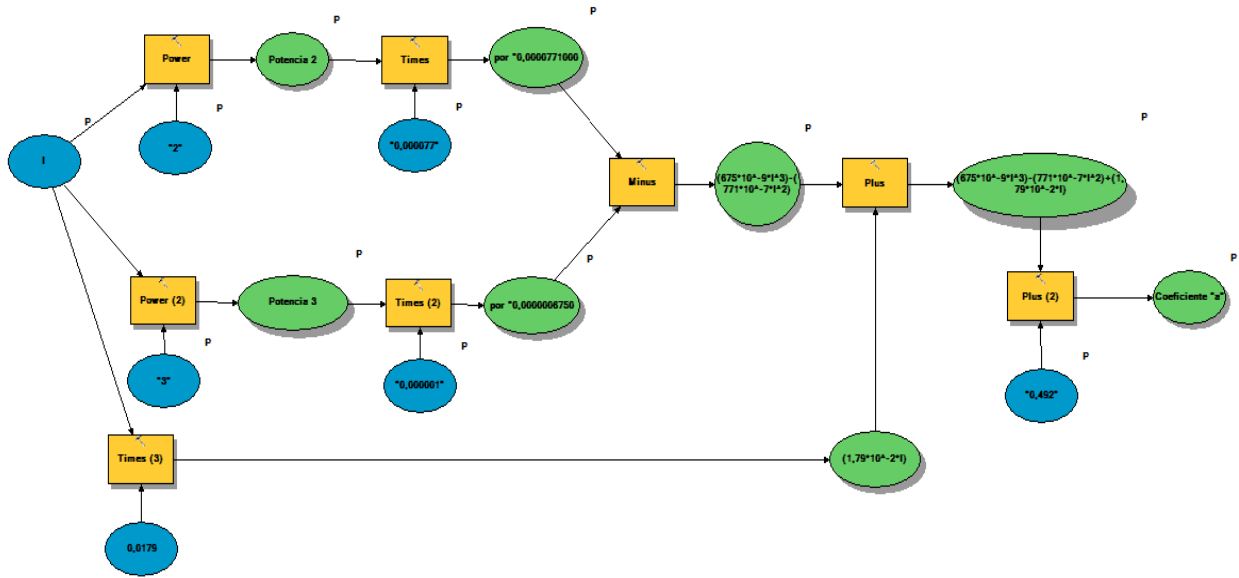 P
P
P
Power
Potencia 2
Times
por "0,0000771000
P
P
P
I
"2"
"0,000077"
Minus
P
(675*10^-9*I^3)-(
771*10^-7*I^2)
Plus
P
(675*10^-9*I^3)-(771*10^-7*I^2)+(1,
79*10^-2*I)
P
P
P
Power (2)
Potencia 3
Times (2)
por "0,0000006750
Plus (2)
Coeficiente "a"
P
P
P
"3"
"0,000001"
"0,492"
Times (3)
(1,79*10^-2*I)
0,0179